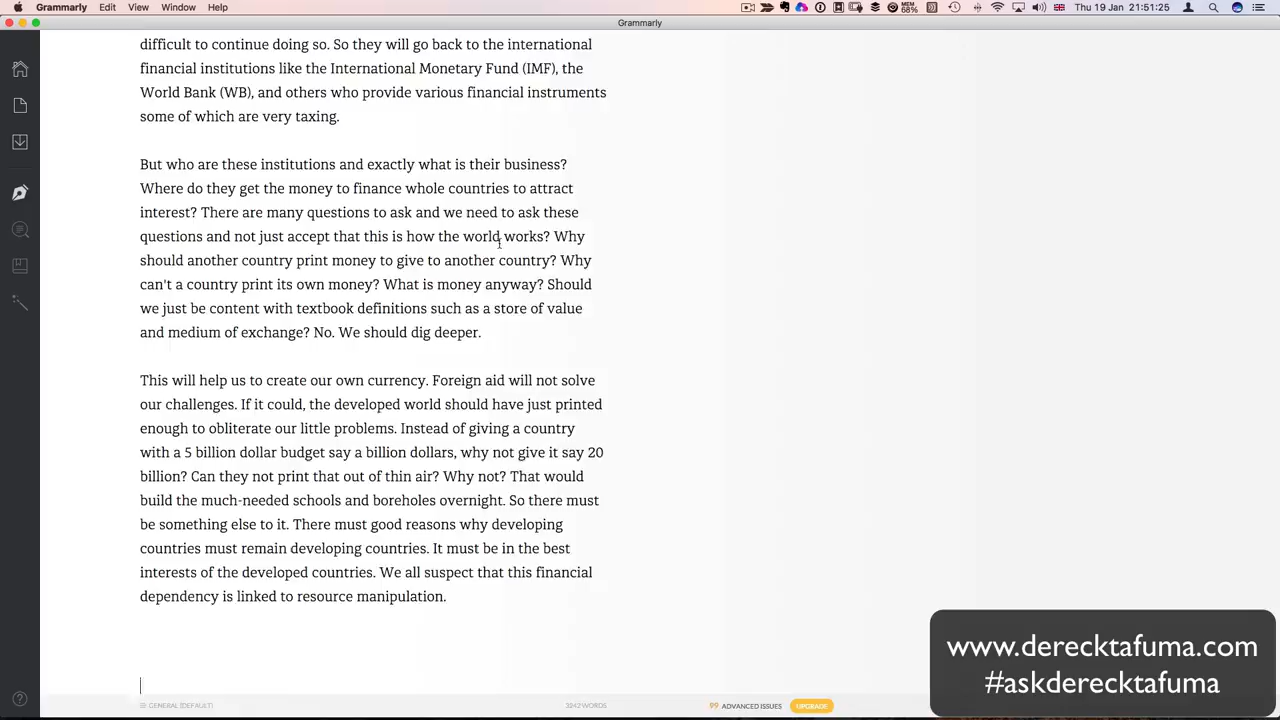 Grammarly Edit View Window Help
MEM 68% Thu 19 Jan 21:51:25
Grammarly
difficult to continue doing so. So they will go back to the international
financial institutions like the International Monetary Fund (IMF), the
World Bank (WB), and others who provide various financial instruments
some of which are very taxing.
But who are these institutions and exactly what is their business?
Where do they get the money to finance whole countries to attract
interest? There are many questions to ask and we need to ask these
questions and not just accept that this is how the world works? Why
should another country print money to give to another country? Why
can't a country print its own money? What is money anyway? Should
we just be content with textbook definitions such as a store of value
and medium of exchange? No. We should dig deeper.
This will help us to create our own currency. Foreign aid will not solve
our challenges. If it could, the developed world should have just printed
enough to obliterate our little problems. Instead of giving a country
with a 5 billion dollar budget say a billion dollars, why not give it say 20
billion? Can they not print that out of thin air? Why not? That would
build the much-needed schools and boreholes overnight. So there must
be something else to it. There must good reasons why developing
countries must remain developing countries. It must be in the best
interests of the developed countries. We all suspect that this financial
dependency is linked to resource manipulation.
www.derecktafuma.com
#askderecktafuma
GENERAL (DEFAULT) 3242 WORDS 99 ADVANCED ISSUES UPGRADE